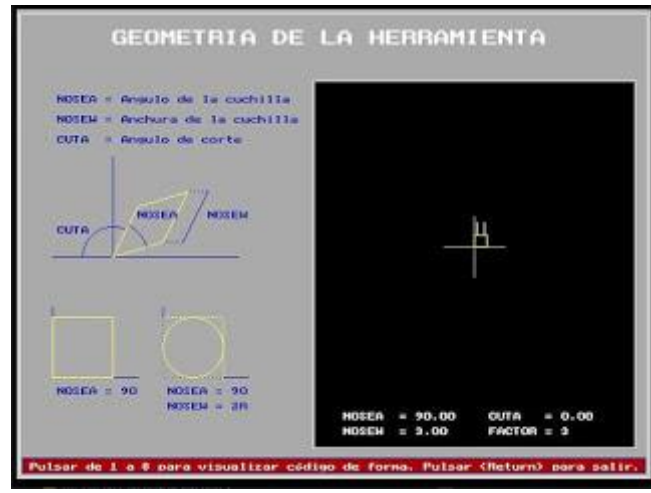 GEOMETRIA DE LA HERRAMIENTA
NOSEA = Angulo de la cuchilla
NOSEW = Anchura de la cuchilla
CUTA = Angulo de corte
NOSEA
NOSEW
CUTA
NOSEA = 90
NOSEA = 90
NOSEW = 2R
NOSEA = 90.00 CUTA = 0.00
NOSEW = 3.00 FACTOR = 3
Pulsar de 1 a 8 para visualizar código de forma. Pulsar <Return> para salir.